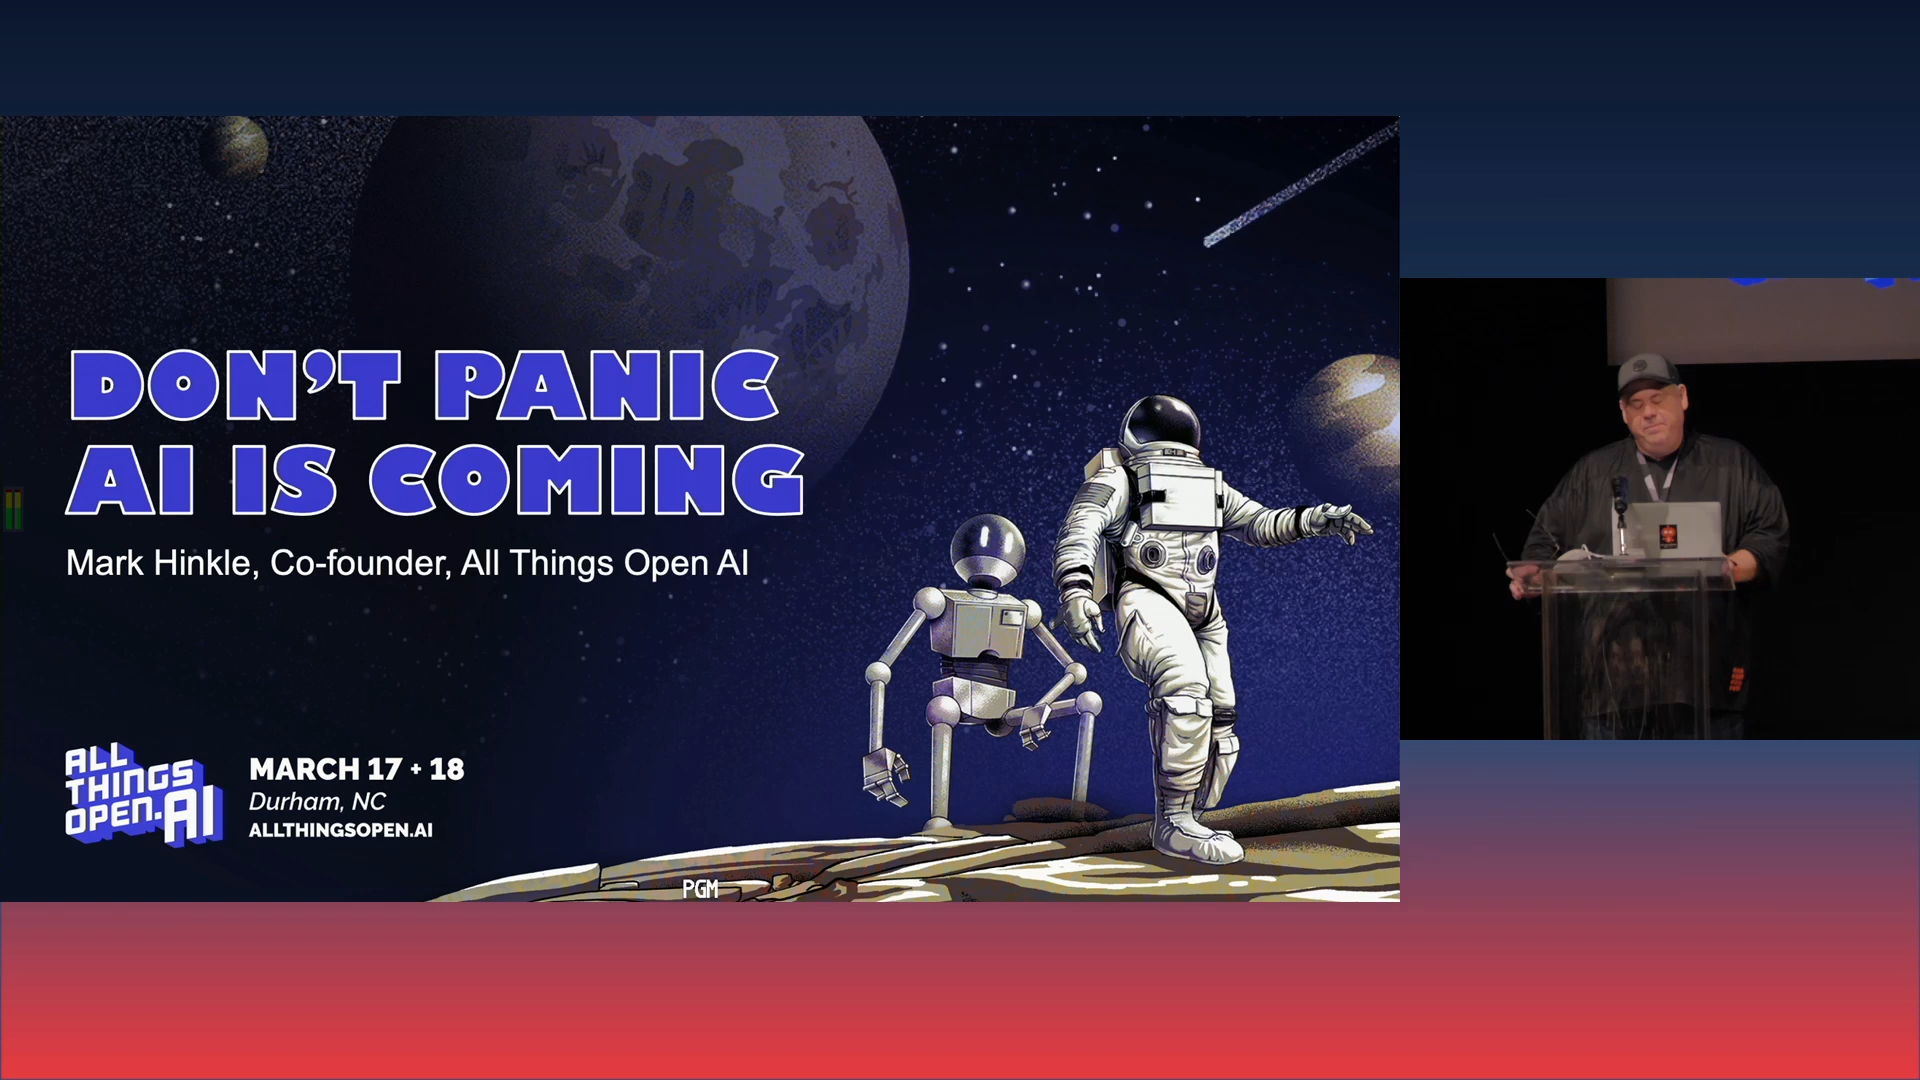 DON'T PANIC
AI IS COMING
Mark Hinkle, Co-founder, All Things Open AI
ALL
THINGS
OPEN.AI
MARCH 17 + 18
Durham, NC
ALLTHINGSOPEN.AI
PGM